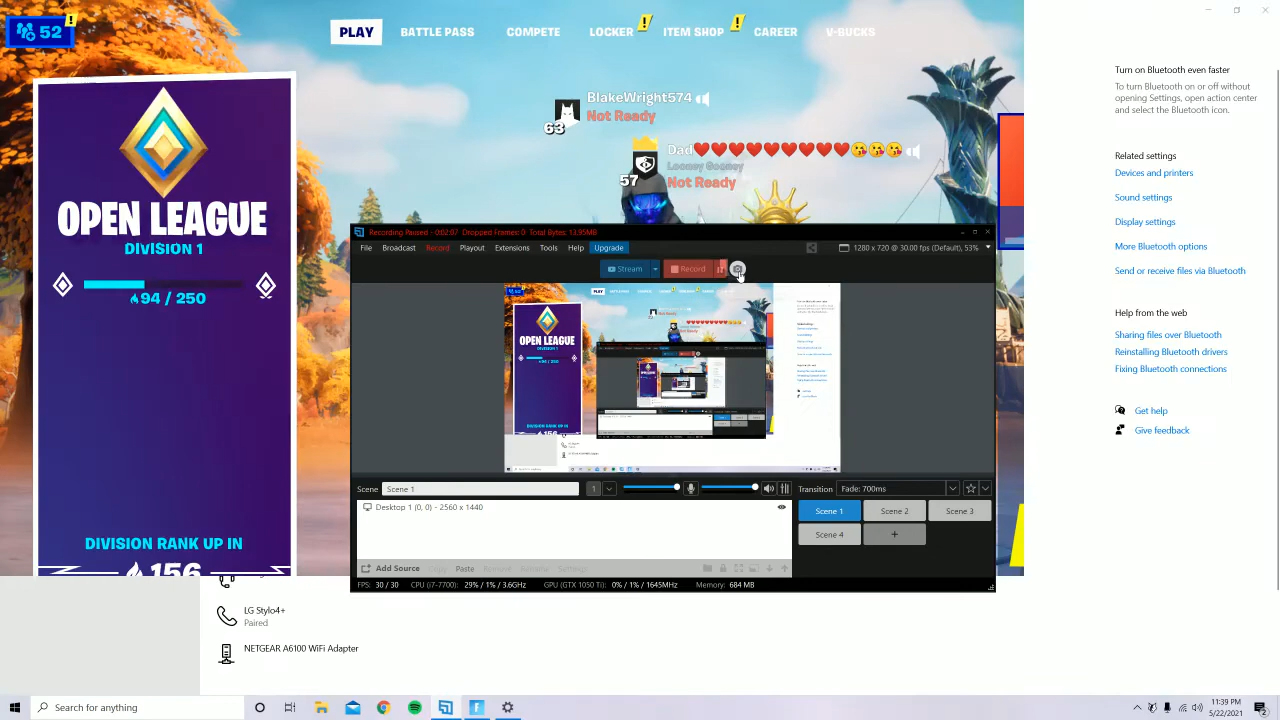 52
PLAY
BATTLE PASS
COMPETE
LOCKER
ITEM SHOP
CAREER
V-BUCKS
BlakeWright574
63
Not Ready
Dad❤❤❤❤❤❤❤❤❤😘😘😘
Looney Gooney
57
Not Ready
OPEN LEAGUE
DIVISION 1
94 / 250
DIVISION RANK UP IN
156
Recording Paused - 0:02:07 Dropped Frames: 0 Total Bytes: 13.95MB
File Broadcast Record Playout Extensions Tools Help Upgrade
1280 x 720 @ 30.00 fps (Default), 53%
Stream
Record
Scene
Scene 1
1
Transition
Fade: 700ms
Desktop 1 (0, 0) - 2560 x 1440
Scene 1
Scene 2
Scene 3
Scene 4
+
Add Source
Copy
Paste
Remove
Rename
Settings
FPS: 30 / 30
CPU (i7-7700): 29% / 1% / 3.6GHz
GPU (GTX 1050 Ti): 0% / 1% / 1645MHz
Memory: 684 MB
Turn on Bluetooth even faster
To turn Bluetooth on or off without
opening Settings, open action center
and select the Bluetooth icon.
Related settings
Devices and printers
Sound settings
Display settings
More Bluetooth options
Send or receive files via Bluetooth
Help from the web
Sharing files over Bluetooth
Reinstalling Bluetooth drivers
Fixing Bluetooth connections
Get help
Give feedback
LG Stylo4+
Paired
NETGEAR A6100 WiFi Adapter
Search for anything
11:39 PM
5/22/2021
2